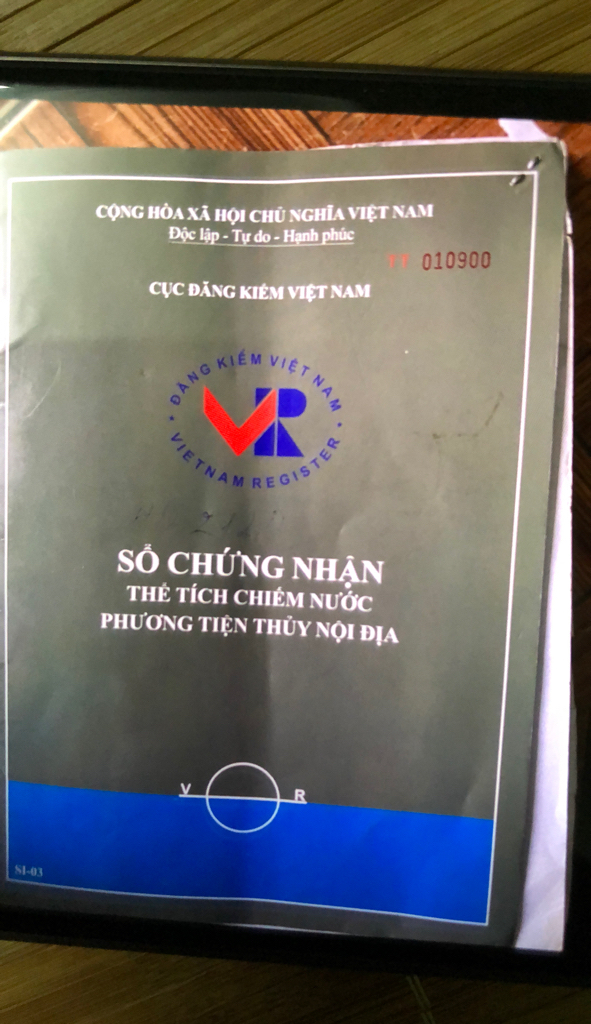 CỘNG HÒA XÃ HỘI CHỦ NGHĨA VIỆT NAM
Độc lập - Tự do - Hạnh phúc
TT 010900
CỤC ĐĂNG KIỂM VIỆT NAM
ĐĂNG KIỂM VIỆT NAM
VR
VIETNAM REGISTER
SỔ CHỨNG NHẬN
THỂ TÍCH CHIẾM NƯỚC
PHƯƠNG TIỆN THỦY NỘI ĐỊA
V R
SI-03